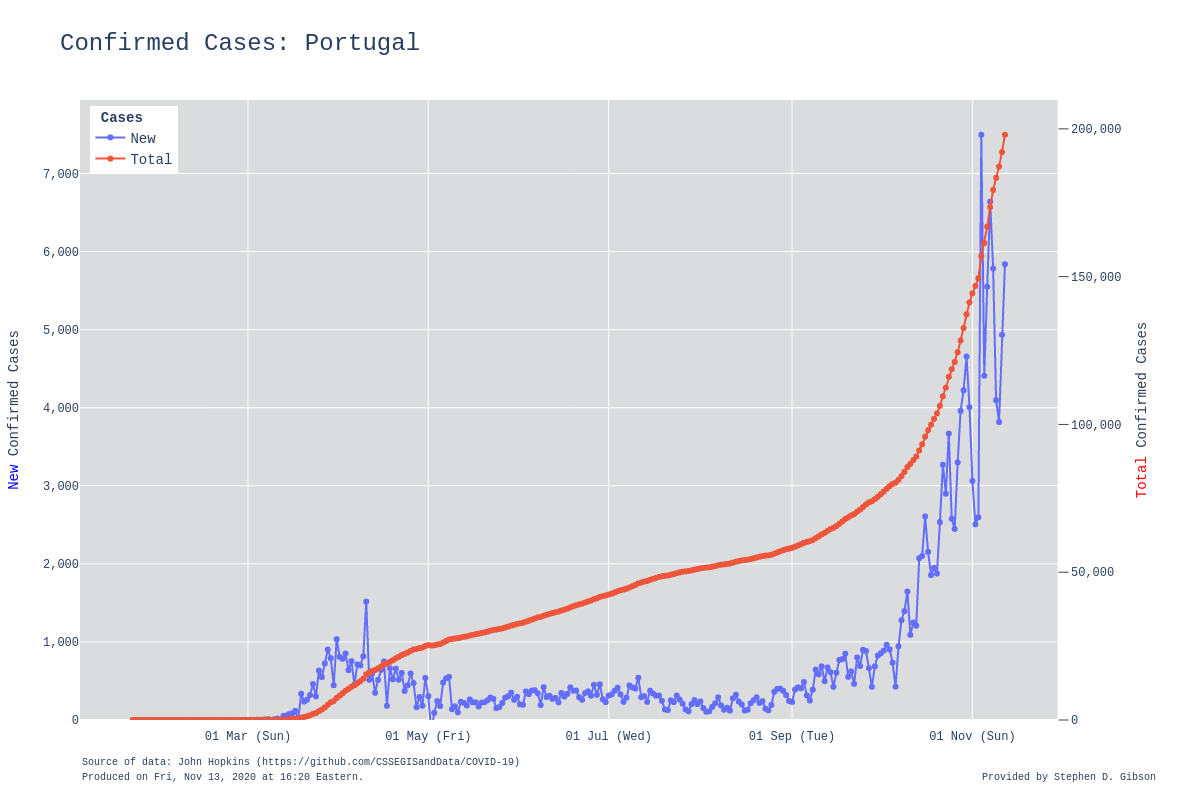 Confirmed Cases: Portugal
Cases
New
Total
7,000
6,000
5,000
4,000
3,000
2,000
1,000
0
New Confirmed Cases
200,000
150,000
100,000
50,000
0
Total Confirmed Cases
01 Mar (Sun)
01 May (Fri)
01 Jul (Wed)
01 Sep (Tue)
01 Nov (Sun)
Source of data: John Hopkins (https://github.com/CSSEGISandData/COVID-19)
Produced on Fri, Nov 13, 2020 at 16:20 Eastern.
Provided by Stephen D. Gibson